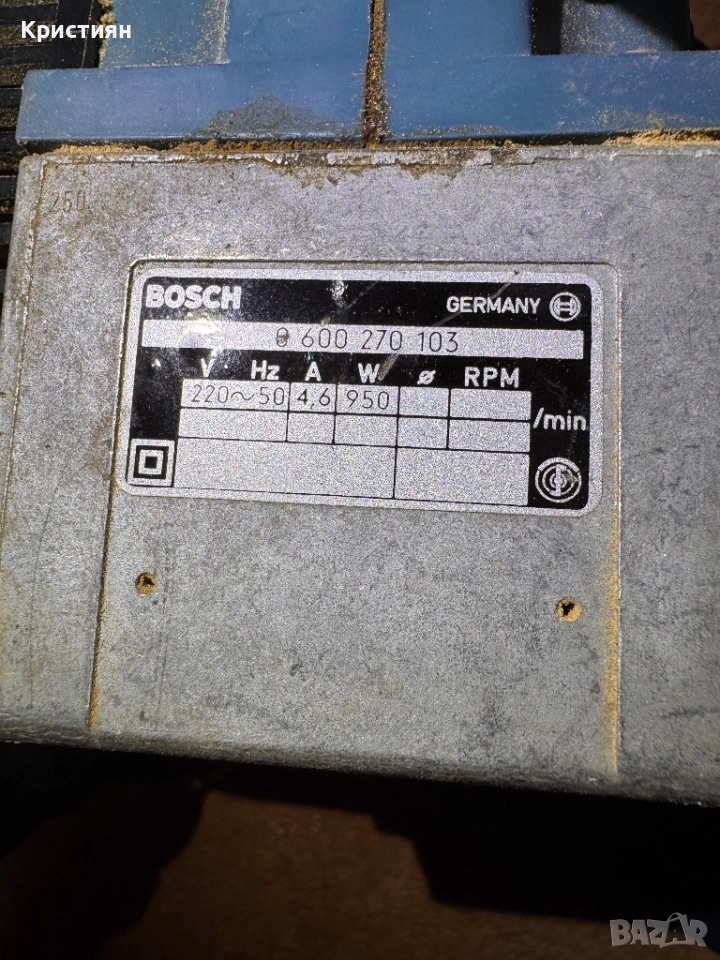 Кристиян
250
BOSCH
GERMANY
0 600 270 103
V Hz A W ø RPM
220~50 4,6 950
/min
BAZAR